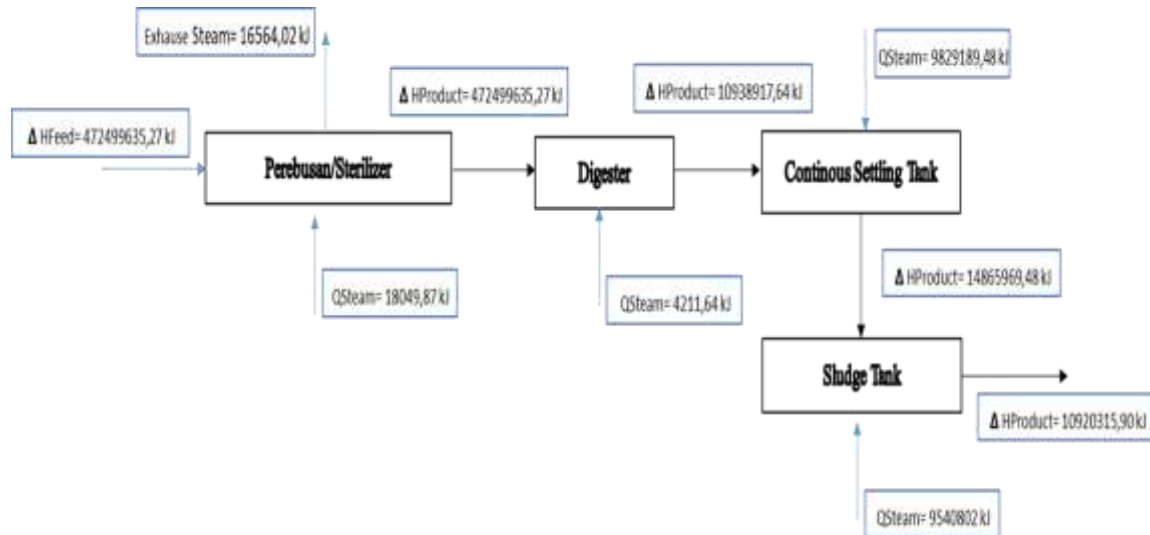 Exhause Steam= 16564,02 kJ
QSteam= 9829189,48 kJ
Δ HProduct= 472499635,27 kJ
Δ HProduct= 10938917,64 kJ
Δ HFeed= 472499635,27 kJ
Perebusan/Sterilizer
Digester
Continous Settling Tank
QSteam= 18049,87 kJ
QSteam= 4211,64 kJ
Δ HProduct= 14865969,48 kJ
Sludge Tank
Δ HProduct= 10920315,90 kJ
QSteam= 9540802 kJ